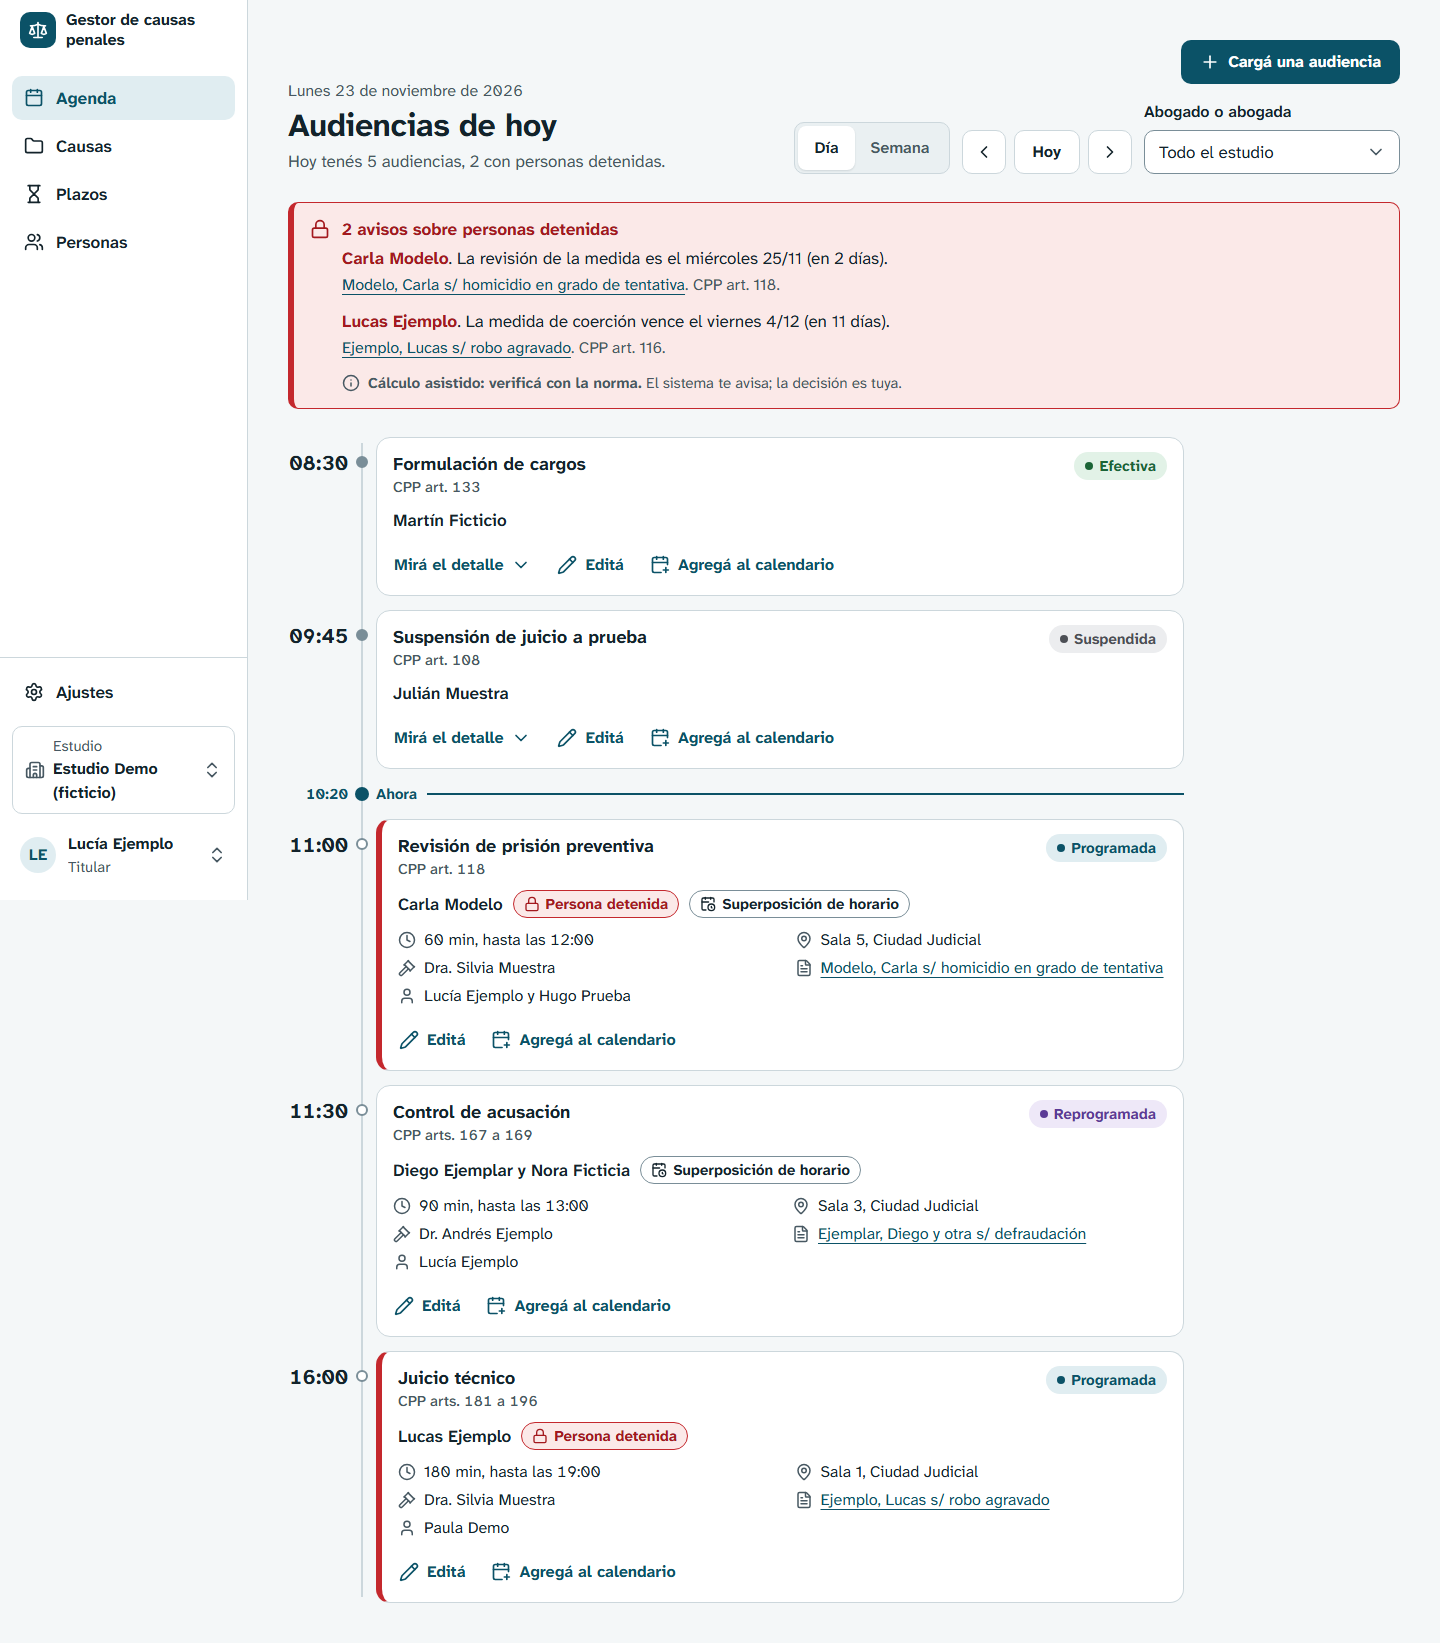 Gestor de causas
penales
Agenda
Causas
Plazos
Personas
Ajustes
Estudio
Estudio Demo
(ficticio)
LE
Lucía Ejemplo
Titular
Cargá una audiencia
Lunes 23 de noviembre de 2026
Audiencias de hoy
Hoy tenés 5 audiencias, 2 con personas detenidas.
Día
Semana
Hoy
Abogado o abogada
Todo el estudio
2 avisos sobre personas detenidas
Carla Modelo. La revisión de la medida es el miércoles 25/11 (en 2 días).
Modelo, Carla s/ homicidio en grado de tentativa. CPP art. 118.
Lucas Ejemplo. La medida de coerción vence el viernes 4/12 (en 11 días).
Ejemplo, Lucas s/ robo agravado. CPP art. 116.
Cálculo asistido: verificá con la norma. El sistema te avisa; la decisión es tuya.
08:30
Formulación de cargos
Efectiva
CPP art. 133
Martín Ficticio
Mirá el detalle
Editá
Agregá al calendario
09:45
Suspensión de juicio a prueba
Suspendida
CPP art. 108
Julián Muestra
Mirá el detalle
Editá
Agregá al calendario
10:20
Ahora
11:00
Revisión de prisión preventiva
Programada
CPP art. 118
Carla Modelo
Persona detenida
Superposición de horario
60 min, hasta las 12:00
Sala 5, Ciudad Judicial
Dra. Silvia Muestra
Modelo, Carla s/ homicidio en grado de tentativa
Lucía Ejemplo y Hugo Prueba
Editá
Agregá al calendario
11:30
Control de acusación
Reprogramada
CPP arts. 167 a 169
Diego Ejemplar y Nora Ficticia
Superposición de horario
90 min, hasta las 13:00
Sala 3, Ciudad Judicial
Dr. Andrés Ejemplo
Ejemplar, Diego y otra s/ defraudación
Lucía Ejemplo
Editá
Agregá al calendario
16:00
Juicio técnico
Programada
CPP arts. 181 a 196
Lucas Ejemplo
Persona detenida
180 min, hasta las 19:00
Sala 1, Ciudad Judicial
Dra. Silvia Muestra
Ejemplo, Lucas s/ robo agravado
Paula Demo
Editá
Agregá al calendario